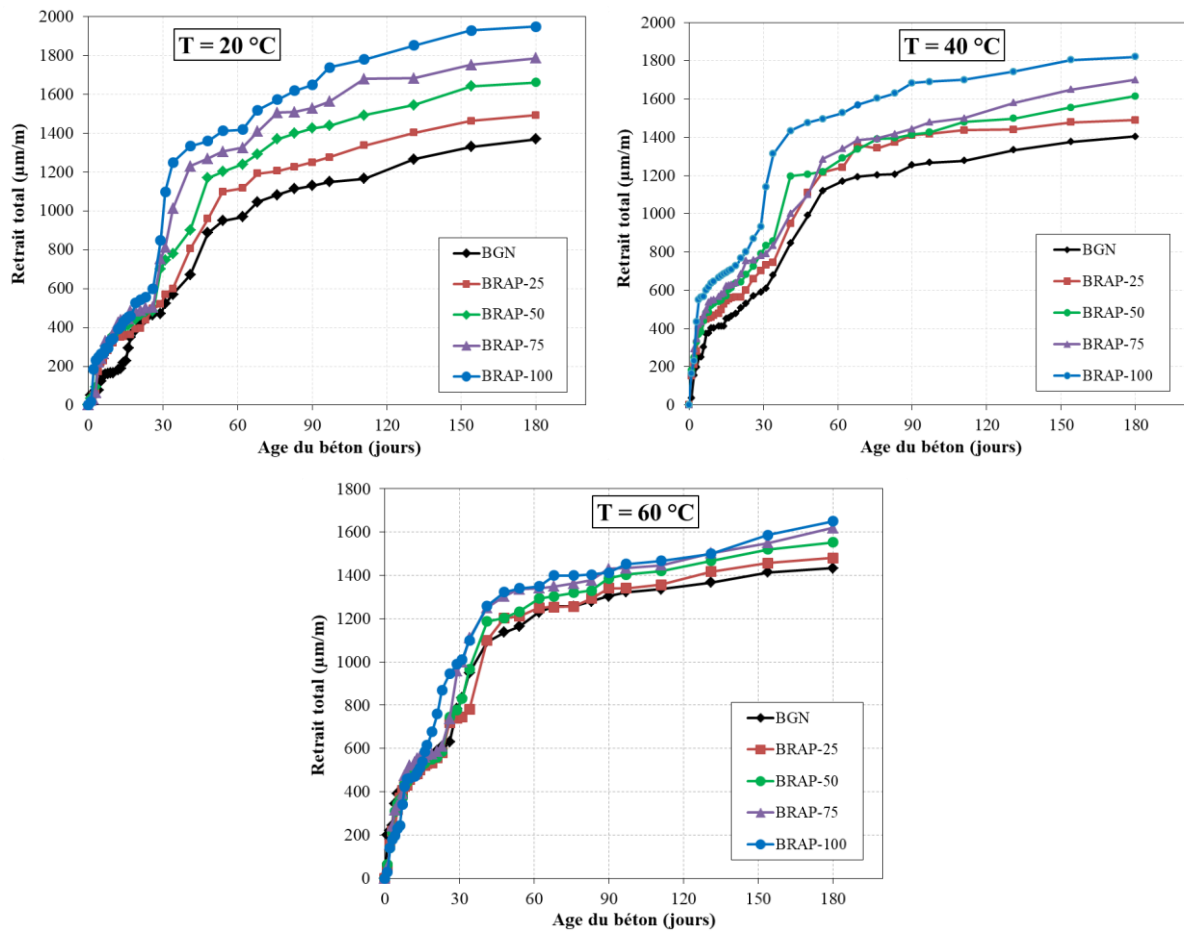 T = 20 °C
Retrait total (µm/m)
2000
1800
1600
1400
1200
1000
800
600
400
200
0
0 30 60 90 120 150 180
Age du béton (jours)
BGN
BRAP-25
BRAP-50
BRAP-75
BRAP-100
T = 40 °C
Retrait total (µm/m)
2000
1800
1600
1400
1200
1000
800
600
400
200
0
0 30 60 90 120 150 180
Age du béton (jours)
BGN
BRAP-25
BRAP-50
BRAP-75
BRAP-100
T = 60 °C
Retrait total (µm/m)
1800
1600
1400
1200
1000
800
600
400
200
0
0 30 60 90 120 150 180
Age du béton (jours)
BGN
BRAP-25
BRAP-50
BRAP-75
BRAP-100